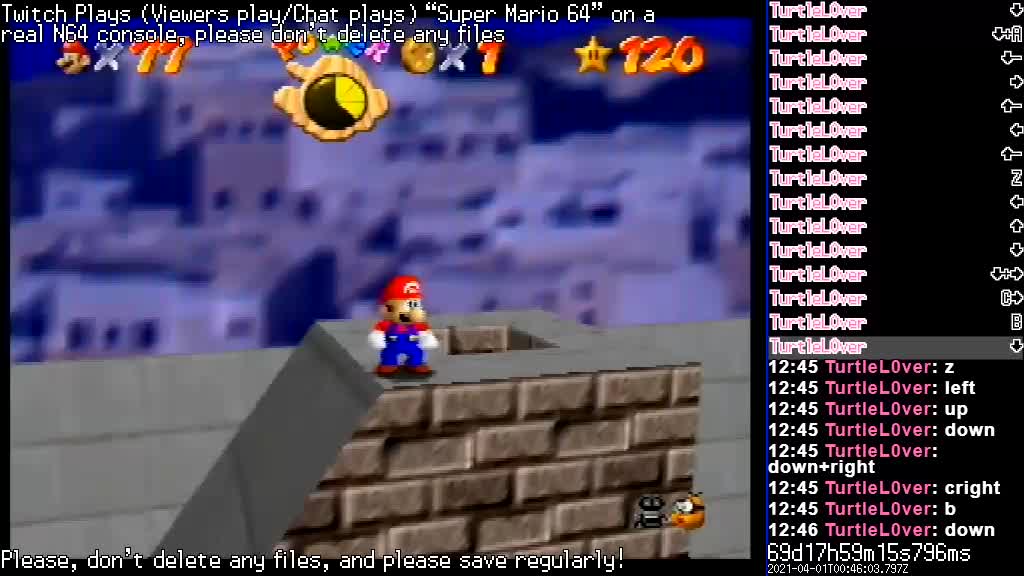 Twitch Plays (Viewers play/Chat plays) “Super Mario 64” on a
real N64 console, please don't delete any files
77
1
120
TurtleL0ver
TurtleL0ver A
TurtleL0ver
TurtleL0ver
TurtleL0ver
TurtleL0ver
TurtleL0ver
TurtleL0ver Z
TurtleL0ver
TurtleL0ver
TurtleL0ver
TurtleL0ver
TurtleL0ver C
TurtleL0ver B
TurtleL0ver
12:45 TurtleL0ver: z
12:45 TurtleL0ver: left
12:45 TurtleL0ver: up
12:45 TurtleL0ver: down
12:45 TurtleL0ver:
down+right
12:45 TurtleL0ver: cright
12:45 TurtleL0ver: b
12:46 TurtleL0ver: down
69d17h59m15s796ms
2021-04-01T00:46:03.797Z
Please, don't delete any files, and please save regularly!